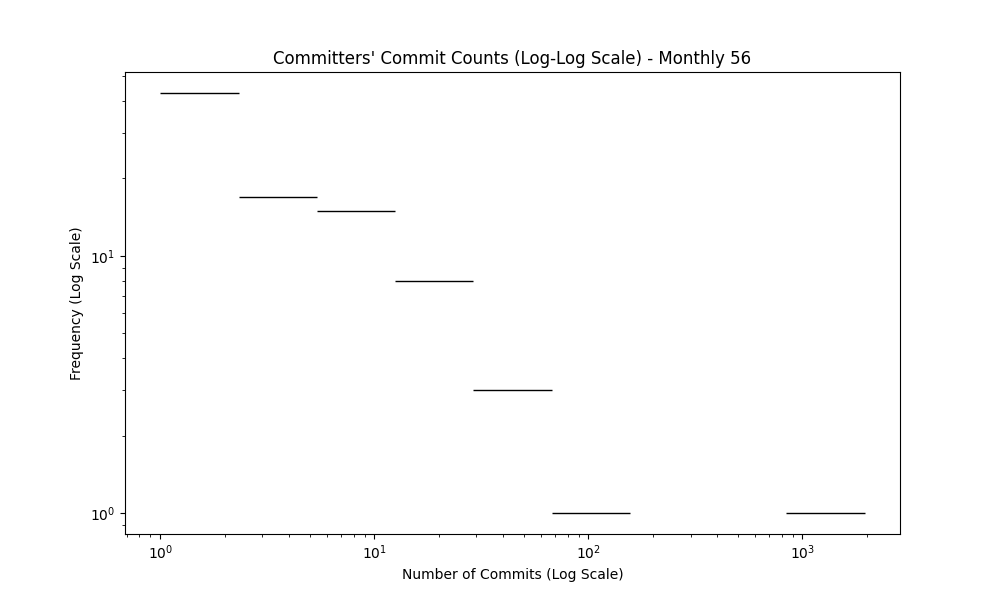 Committers' Commit Counts (Log-Log Scale) - Monthly 56
Frequency (Log Scale)
10¹
10⁰
10⁰ 10¹ 10² 10³
Number of Commits (Log Scale)